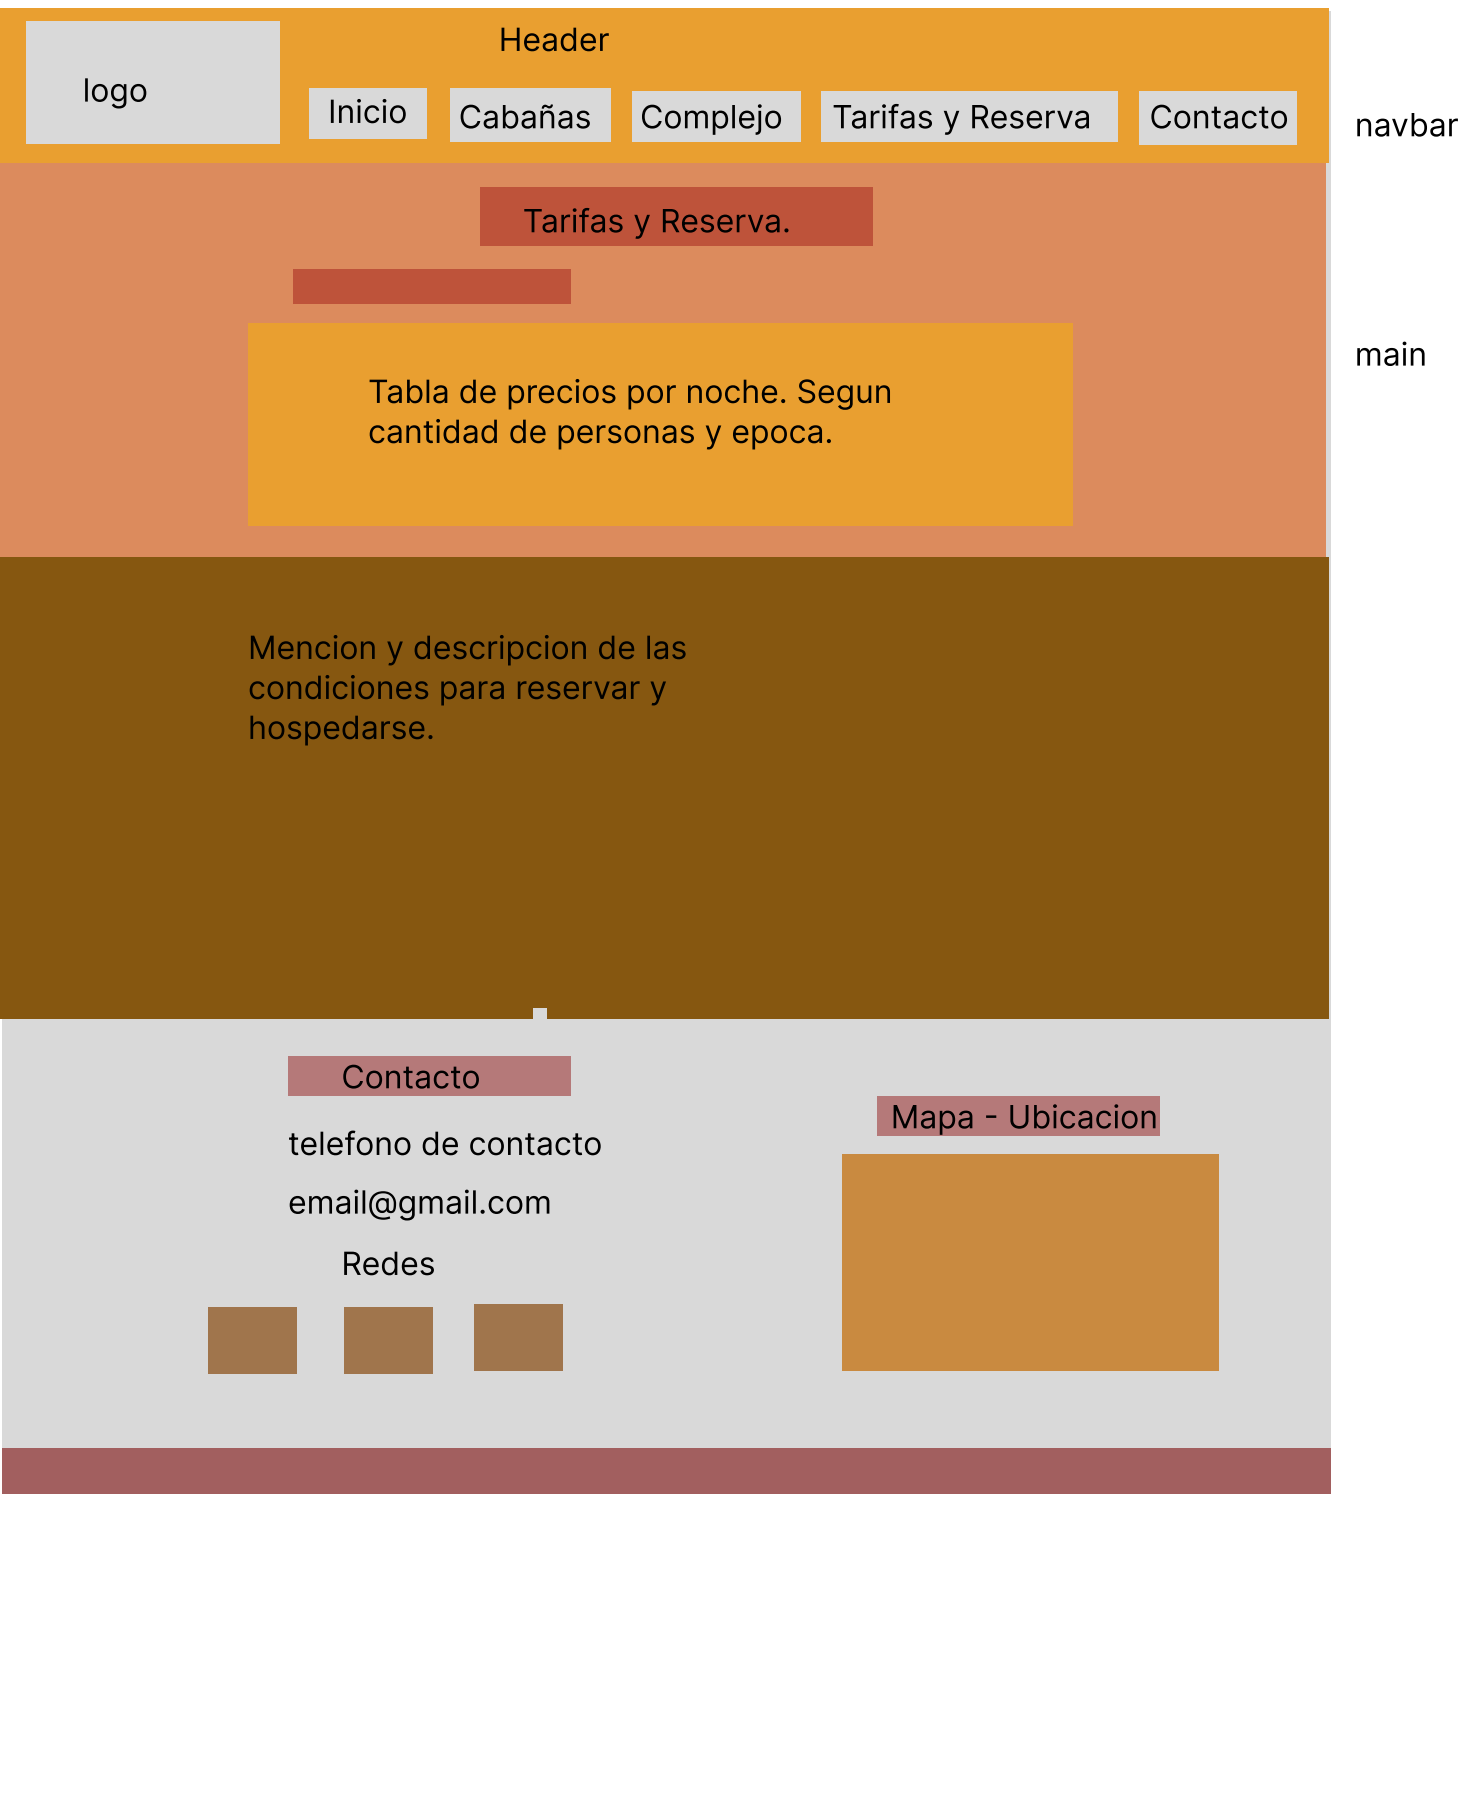 Header
logo
Inicio
Cabañas
Complejo
Tarifas y Reserva
Contacto
navbar
Tarifas y Reserva.
main
Tabla de precios por noche. Segun
cantidad de personas y epoca.
Mencion y descripcion de las
condiciones para reservar y
hospedarse.
Contacto
telefono de contacto
email@gmail.com
Redes
Mapa - Ubicacion